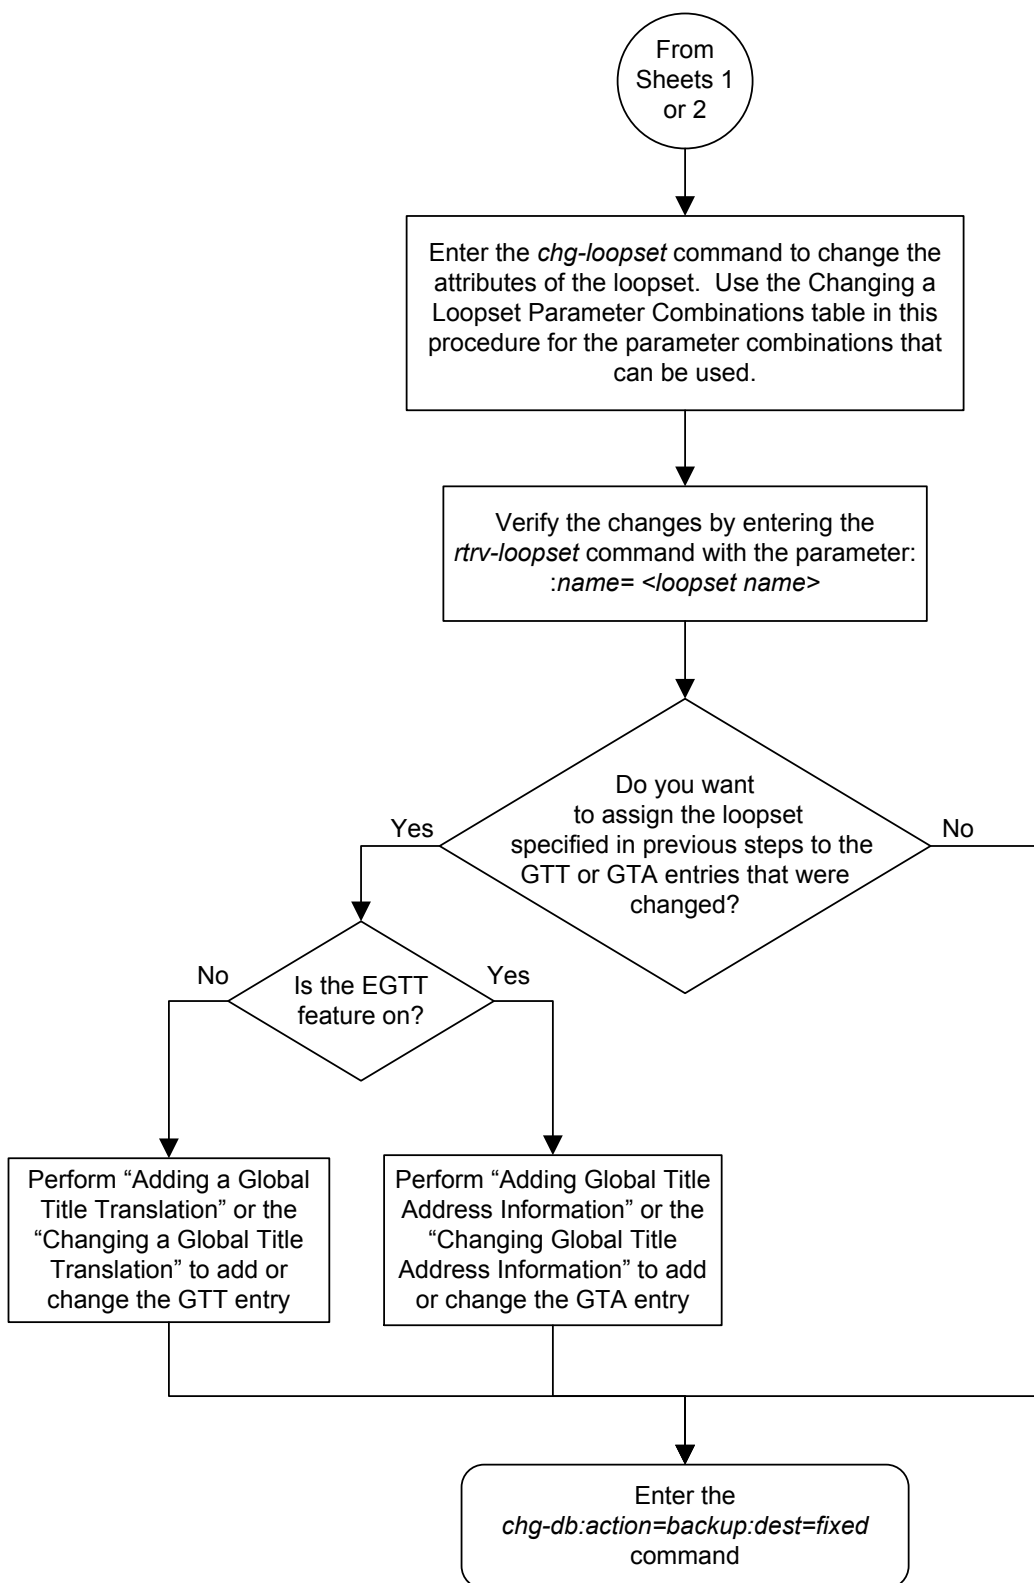 From
Sheets 1
or 2
Enter the chg-loopset command to change the
attributes of the loopset.  Use the Changing a
Loopset Parameter Combinations table in this
procedure for the parameter combinations that
can be used.
Verify the changes by entering the
rtrv-loopset command with the parameter:
:name= <loopset name>
Do you want
to assign the loopset
specified in previous steps to the
GTT or GTA entries that were
changed?
Yes
No
Is the EGTT
feature on?
No
Yes
Perform “Adding a Global
Title Translation” or the
“Changing a Global Title
Translation” to add or
change the GTT entry
Perform “Adding Global Title
Address Information” or the
“Changing Global Title
Address Information” to add
or change the GTA entry
Enter the
chg-db:action=backup:dest=fixed
command